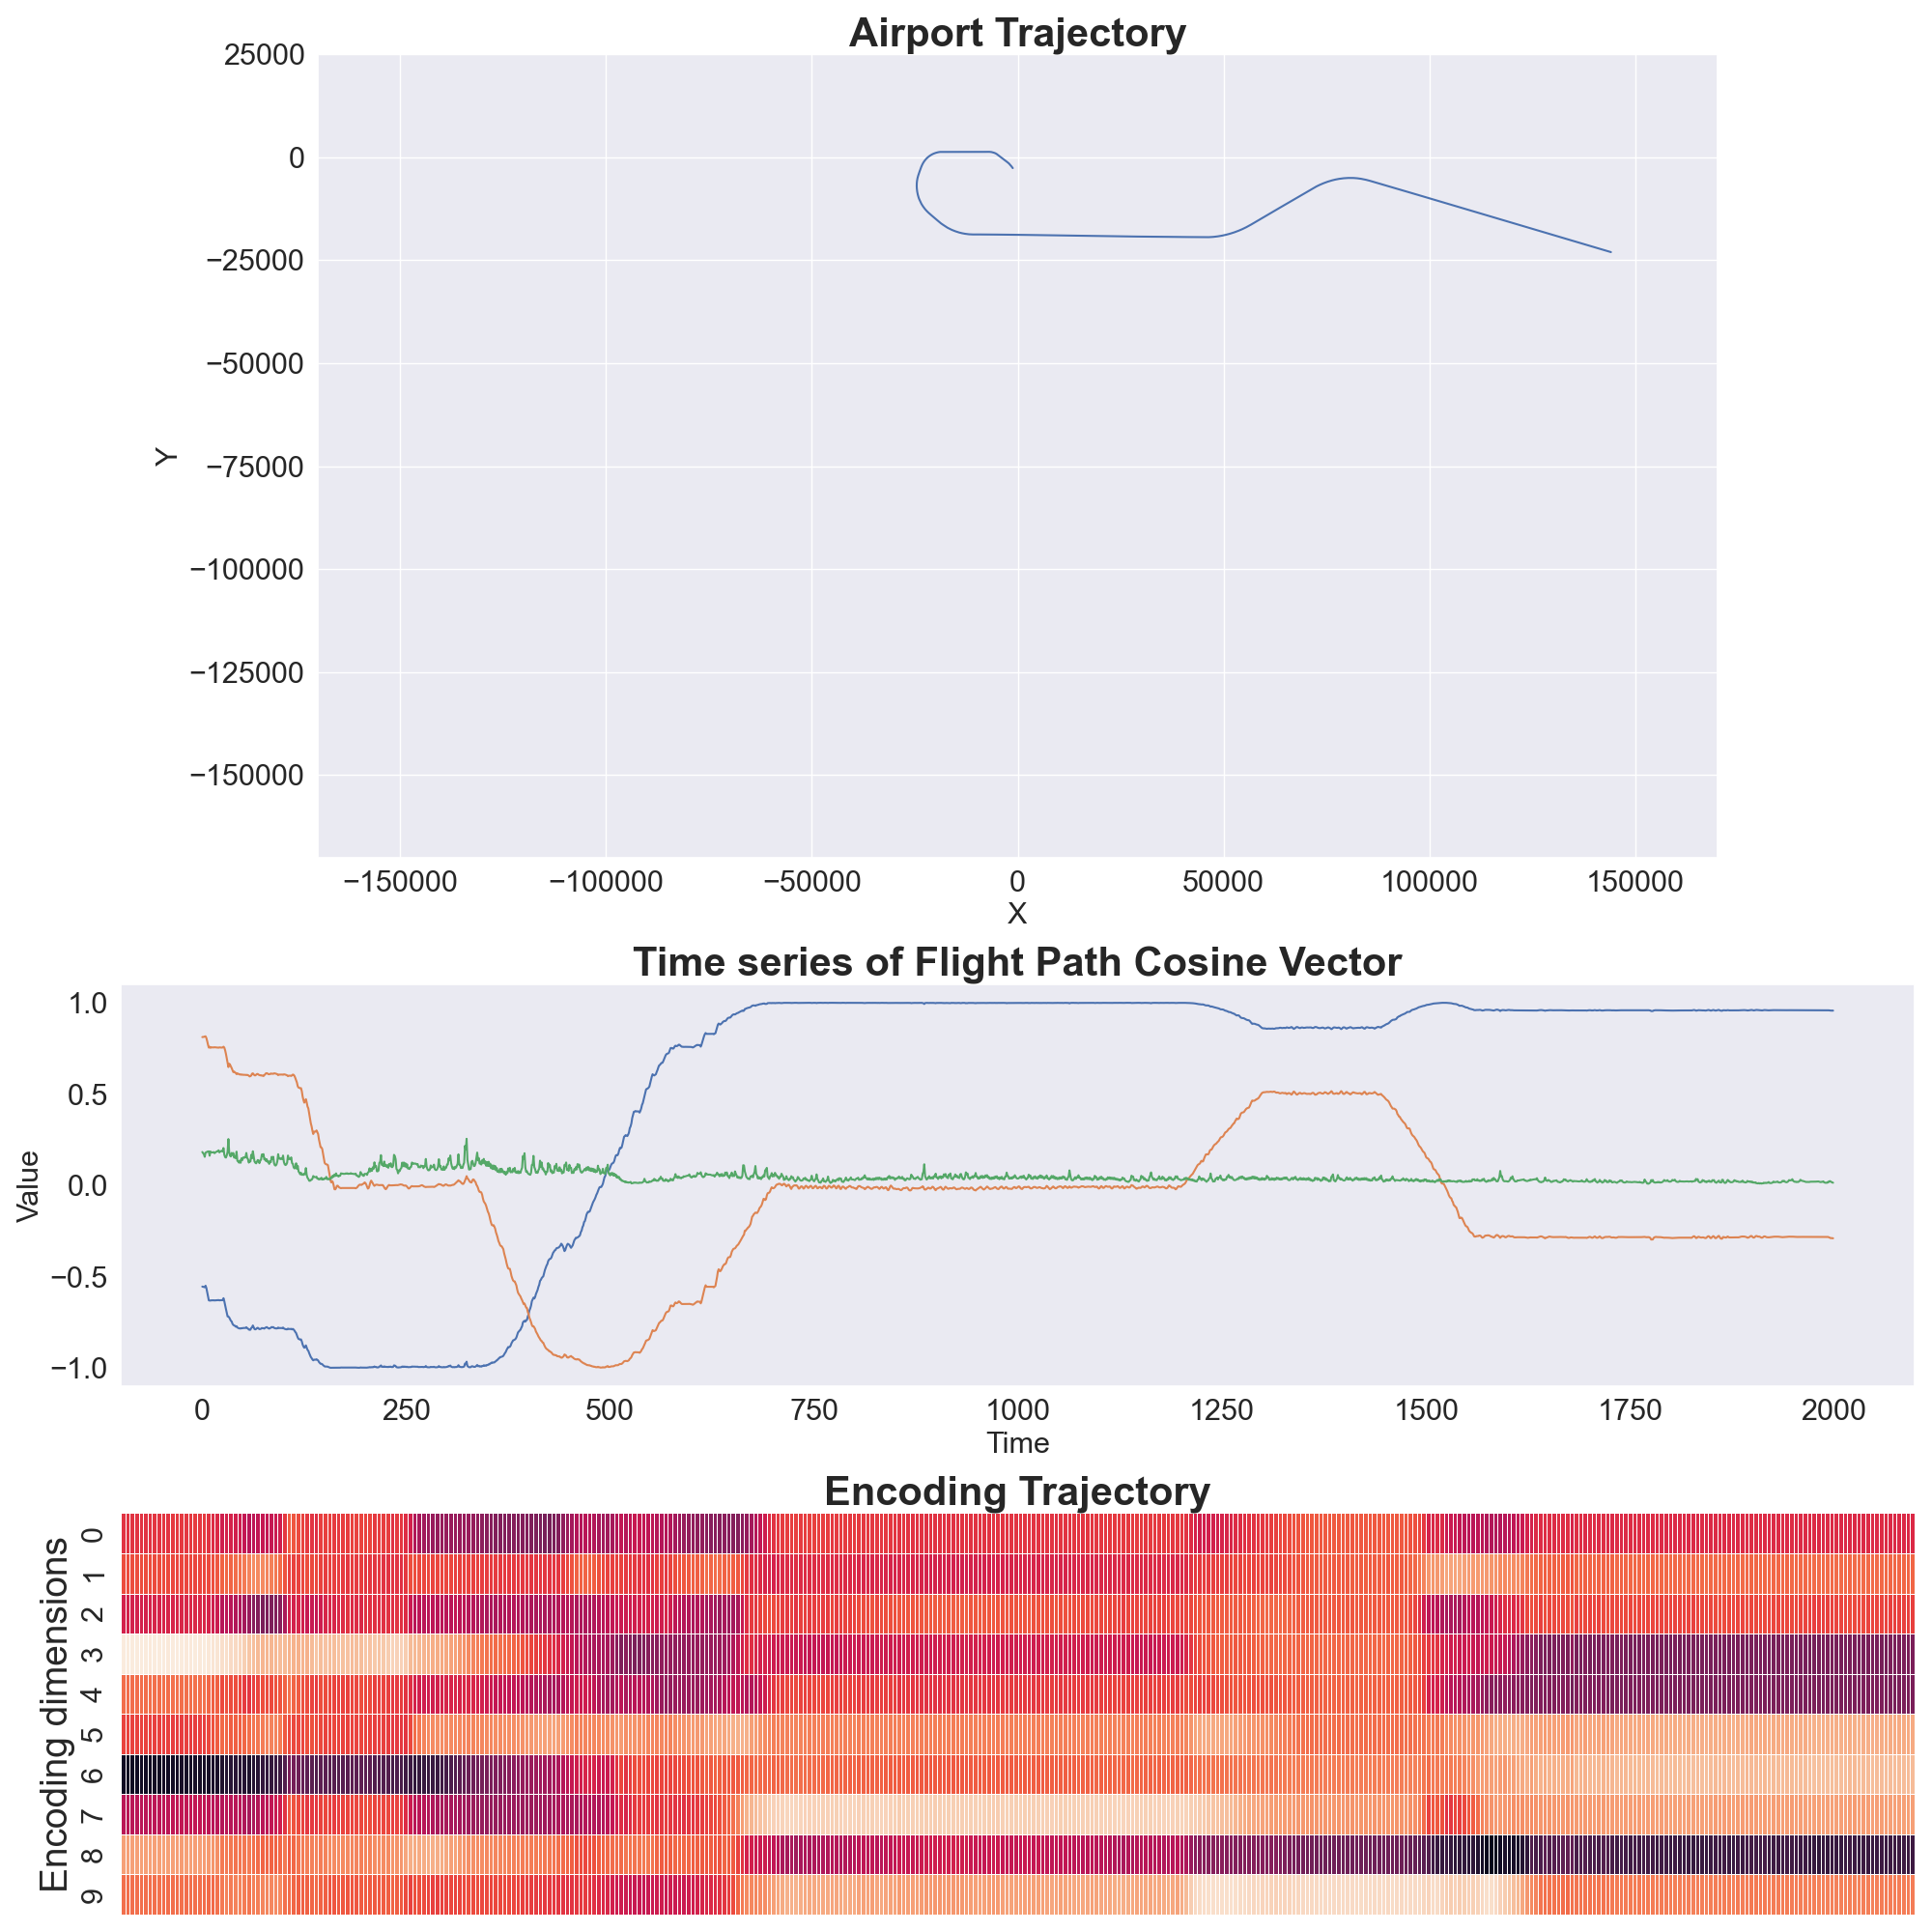 Airport Trajectory
25000
0
−25000
−50000
−75000
−100000
−125000
−150000
Y
−150000 −100000 −50000 0 50000 100000 150000
X
Time series of Flight Path Cosine Vector
1.0
0.5
0.0
−0.5
−1.0
Value
0 250 500 750 1000 1250 1500 1750 2000
Time
Encoding Trajectory
Encoding dimensions
0
1
2
3
4
5
6
7
8
9